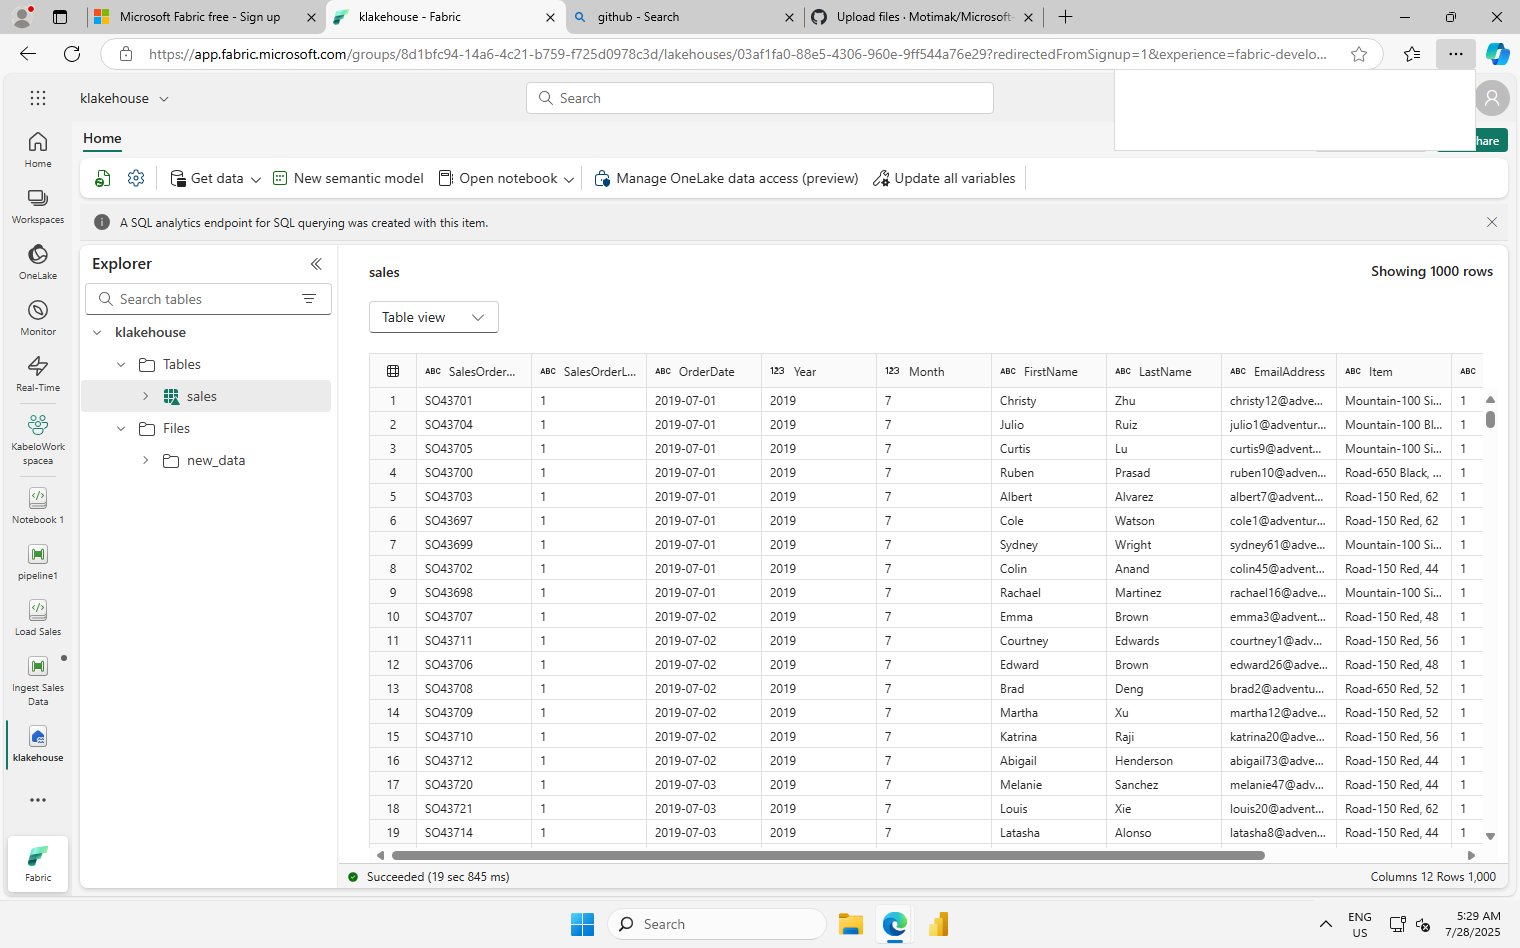 Microsoft Fabric free - Sign up
klakehouse - Fabric
github - Search
Upload files · Motimak/Microsoft-
https://app.fabric.microsoft.com/groups/8d1bfc94-14a6-4c21-b759-f725d0978c3d/lakehouses/03af1fa0-88e5-4306-960e-9ff544a76e29?redirectedFromSignup=1&experience=fabric-develo...
klakehouse
Search
Home
hare
Get data
New semantic model
Open notebook
Manage OneLake data access (preview)
Update all variables
A SQL analytics endpoint for SQL querying was created with this item.
Home
Workspaces
OneLake
Monitor
Real-Time
KabeloWork
spacea
Notebook 1
pipeline1
Load Sales
Ingest Sales
Data
klakehouse
Fabric
Explorer
Search tables
klakehouse
Tables
sales
Files
new_data
sales
Showing 1000 rows
Table view
ABC SalesOrder... ABC SalesOrderL... ABC OrderDate 123 Year 123 Month ABC FirstName ABC LastName ABC EmailAddress ABC Item ABC
1 SO43701 1 2019-07-01 2019 7 Christy Zhu christy12@adve... Mountain-100 Si... 1
2 SO43704 1 2019-07-01 2019 7 Julio Ruiz julio1@adventur... Mountain-100 Bl... 1
3 SO43705 1 2019-07-01 2019 7 Curtis Lu curtis9@advent... Mountain-100 Si... 1
4 SO43700 1 2019-07-01 2019 7 Ruben Prasad ruben10@adven... Road-650 Black, ... 1
5 SO43703 1 2019-07-01 2019 7 Albert Alvarez albert7@advent... Road-150 Red, 62 1
6 SO43697 1 2019-07-01 2019 7 Cole Watson cole1@adventur... Road-150 Red, 62 1
7 SO43699 1 2019-07-01 2019 7 Sydney Wright sydney61@adve... Mountain-100 Si... 1
8 SO43702 1 2019-07-01 2019 7 Colin Anand colin45@advent... Road-150 Red, 44 1
9 SO43698 1 2019-07-01 2019 7 Rachael Martinez rachael16@adve... Mountain-100 Si... 1
10 SO43707 1 2019-07-02 2019 7 Emma Brown emma3@advent... Road-150 Red, 48 1
11 SO43711 1 2019-07-02 2019 7 Courtney Edwards courtney1@adv... Road-150 Red, 56 1
12 SO43706 1 2019-07-02 2019 7 Edward Brown edward26@adve... Road-150 Red, 48 1
13 SO43708 1 2019-07-02 2019 7 Brad Deng brad2@adventu... Road-650 Red, 52 1
14 SO43709 1 2019-07-02 2019 7 Martha Xu martha12@adve... Road-150 Red, 52 1
15 SO43710 1 2019-07-02 2019 7 Katrina Raji katrina20@adve... Road-150 Red, 56 1
16 SO43712 1 2019-07-02 2019 7 Abigail Henderson abigail73@adve... Road-150 Red, 44 1
17 SO43720 1 2019-07-03 2019 7 Melanie Sanchez melanie47@adv... Road-150 Red, 44 1
18 SO43721 1 2019-07-03 2019 7 Louis Xie louis20@advent... Road-150 Red, 62 1
19 SO43714 1 2019-07-03 2019 7 Latasha Alonso latasha8@adven... Road-150 Red, 44 1
Succeeded (19 sec 845 ms)
Columns 12 Rows 1,000
Search
ENG
US
5:29 AM
7/28/2025